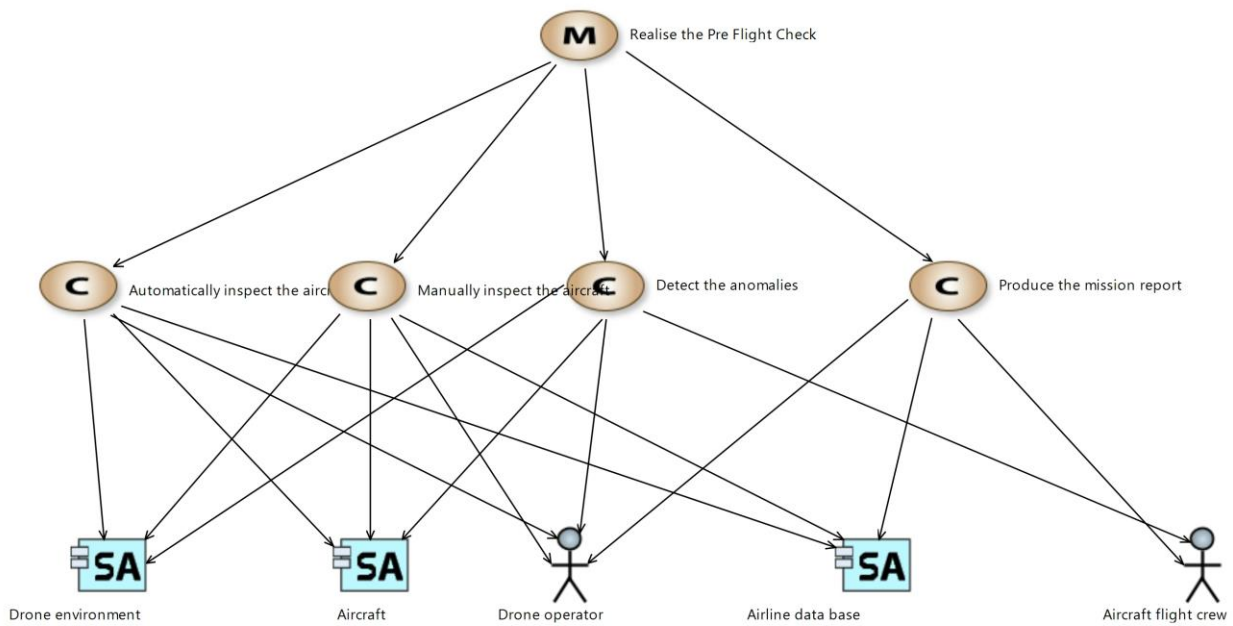 M
Realise the Pre Flight Check
C
Automatically inspect the
C
Manually inspect the aircraft
C
Detect the anomalies
C
Produce the mission report
SA
SA
SA
Drone environment
Aircraft
Drone operator
Airline data base
Aircraft flight crew